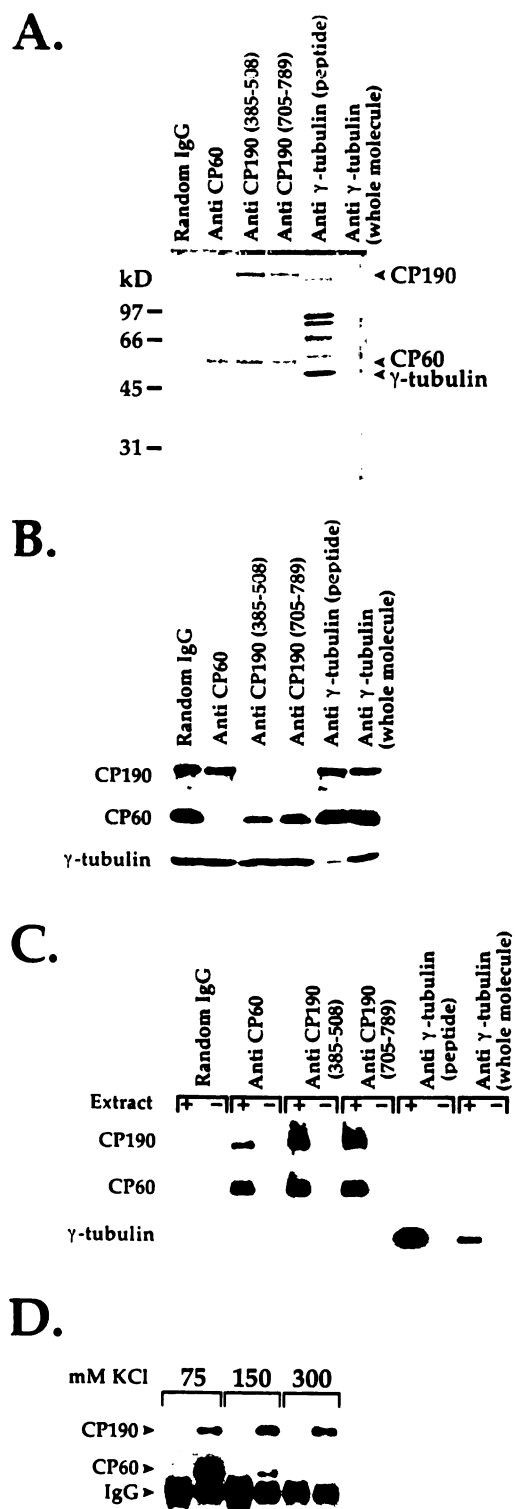 A.
Random IgG
Anti CP60
Anti CP190 (385-508)
Anti CP190 (705-789)
Anti γ-tubulin (peptide)
Anti γ-tubulin
(whole molecule)
kD
97
66
45
31
CP190
CP60
γ-tubulin
B.
Random IgG
Anti CP60
Anti CP190 (385-508)
Anti CP190 (705-789)
Anti γ-tubulin (peptide)
Anti γ-tubulin
(whole molecule)
CP190
CP60
γ-tubulin
C.
Random IgG
Anti CP60
Anti CP190
(385-508)
Anti CP190
(705-789)
Anti γ-tubulin
(peptide)
Anti γ-tubulin
(whole molecule)
Extract + − + − + − + − + − + −
CP190
CP60
γ-tubulin
D.
mM KCl 75 150 300
CP190
CP60
IgG